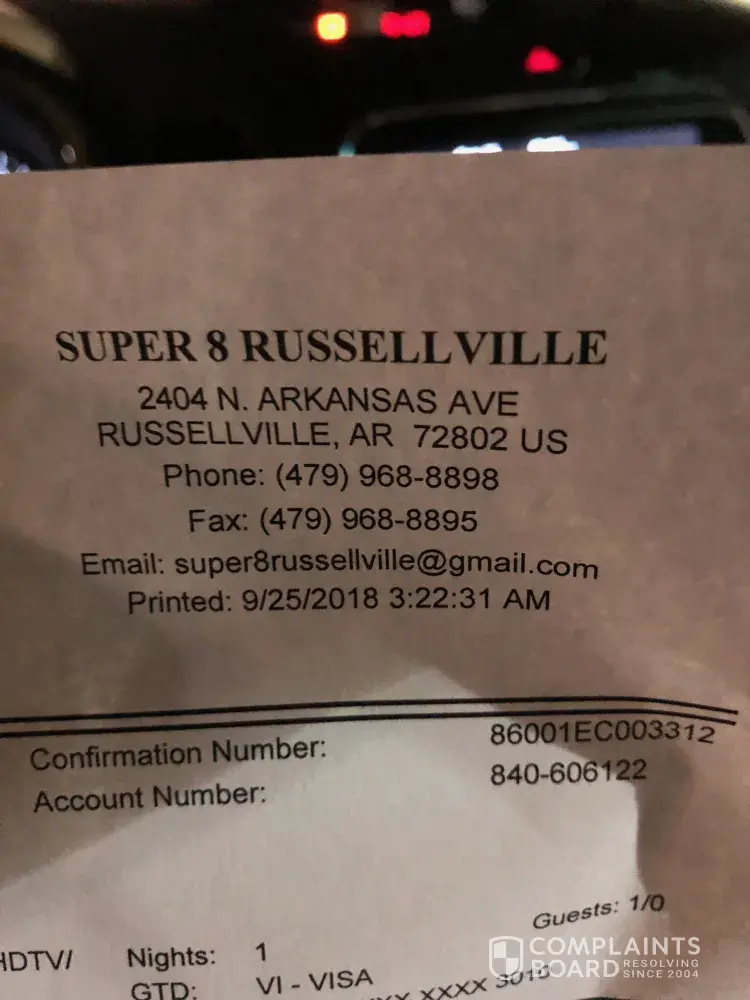 SUPER 8 RUSSELLVILLE
2404 N. ARKANSAS AVE
RUSSELLVILLE, AR 72802 US
Phone: (479) 968-8898
Fax: (479) 968-8895
Email: super8russellville@gmail.com
Printed: 9/25/2018 3:22:31 AM
Confirmation Number: 86001EC003312
Account Number: 840-606122
Guests: 1/0
HDTV/ Nights: 1
GTD: VI - VISA
XXXX
COMPLAINTS
BOARD RESOLVING
SINCE 2004